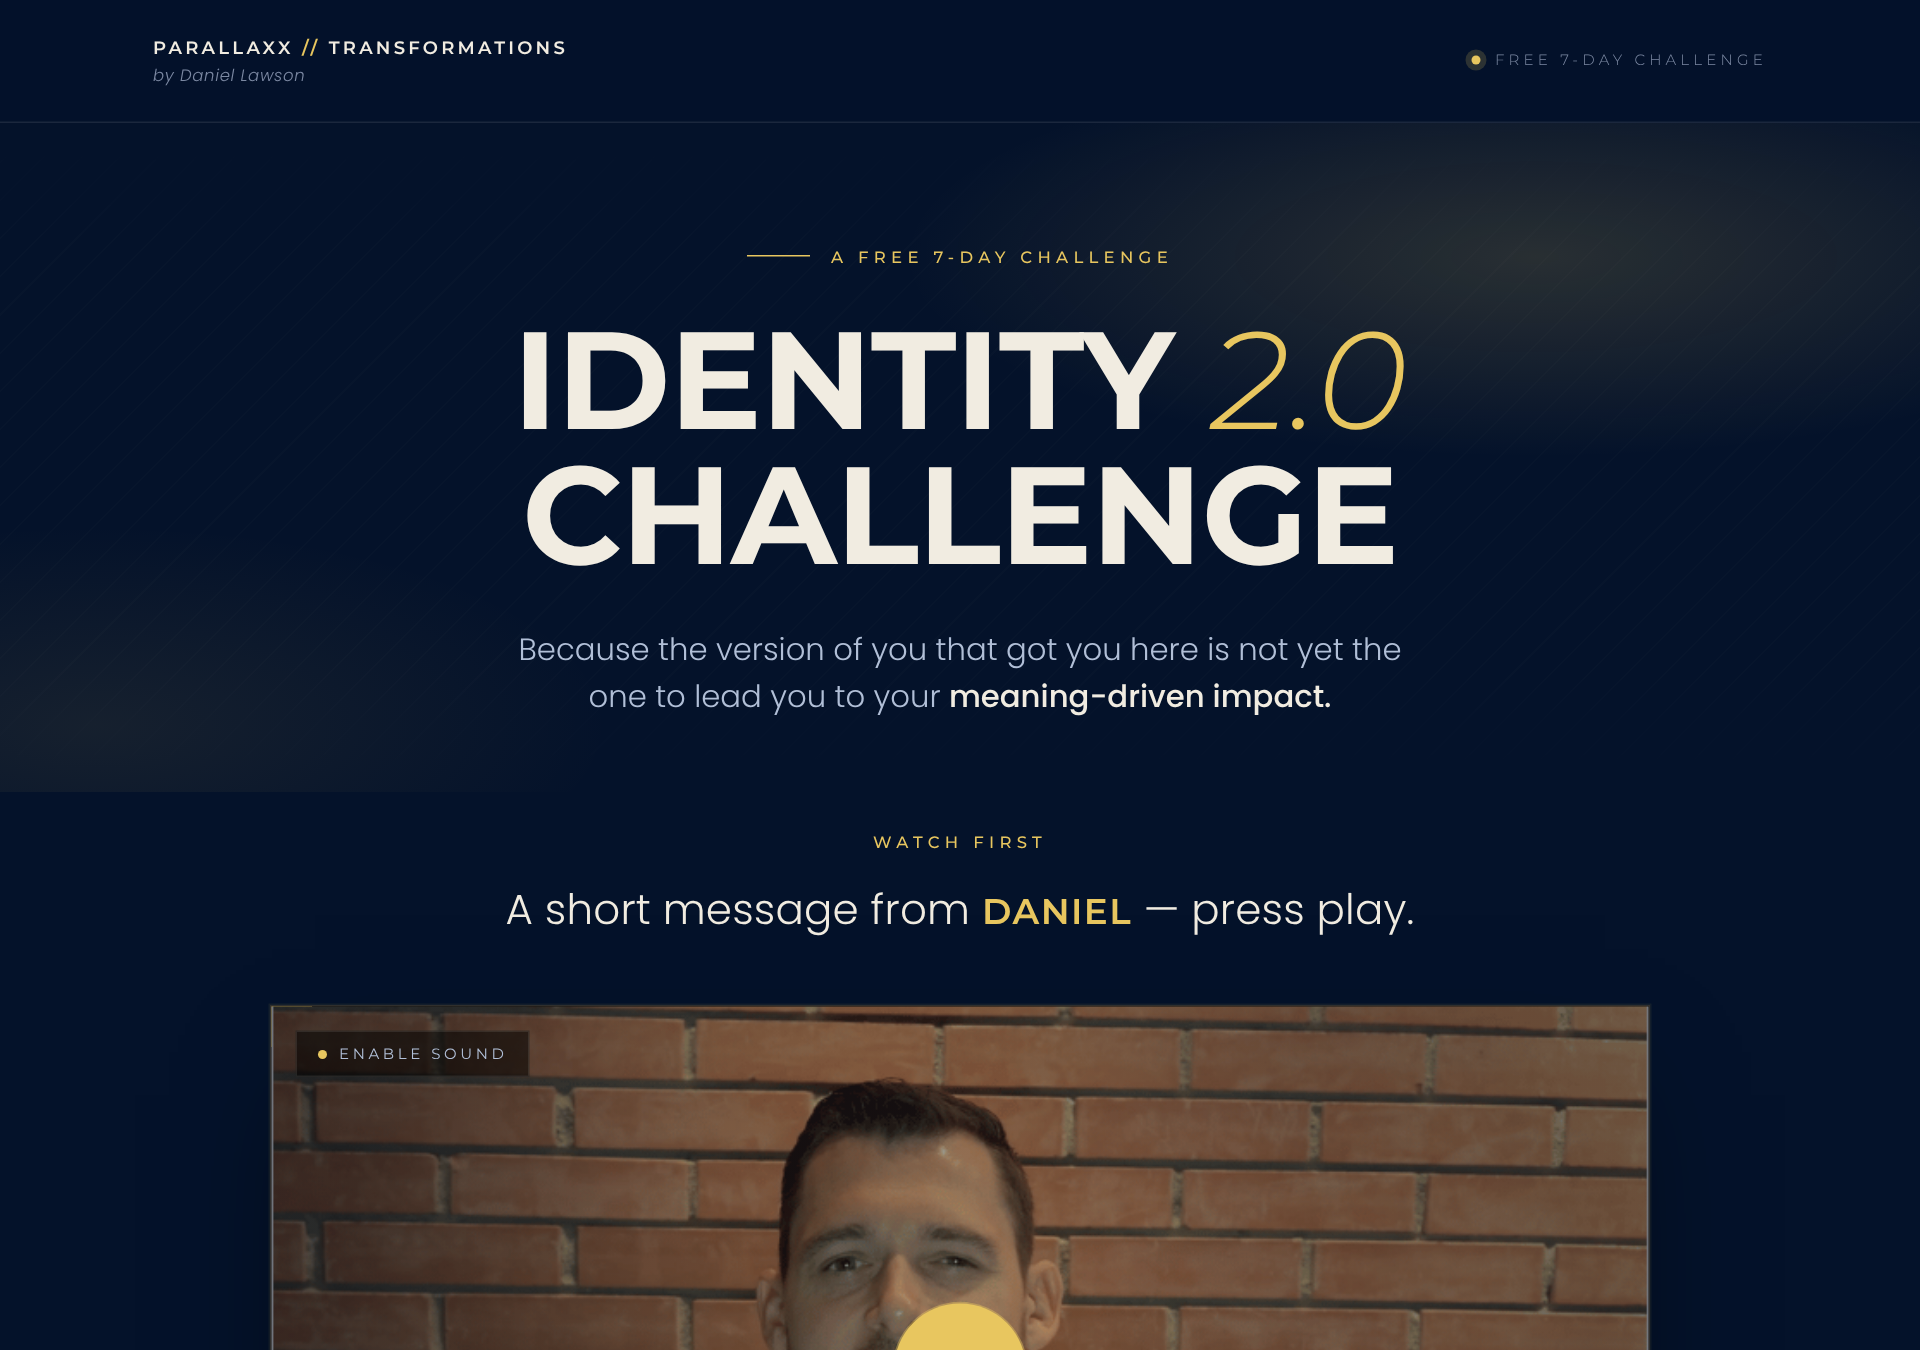 PARALLAXX // TRANSFORMATIONS
by Daniel Lawson
FREE 7-DAY CHALLENGE
A FREE 7-DAY CHALLENGE
IDENTITY 2.0
CHALLENGE
Because the version of you that got you here is not yet the
one to lead you to your meaning-driven impact.
WATCH FIRST
A short message from DANIEL — press play.
ENABLE SOUND